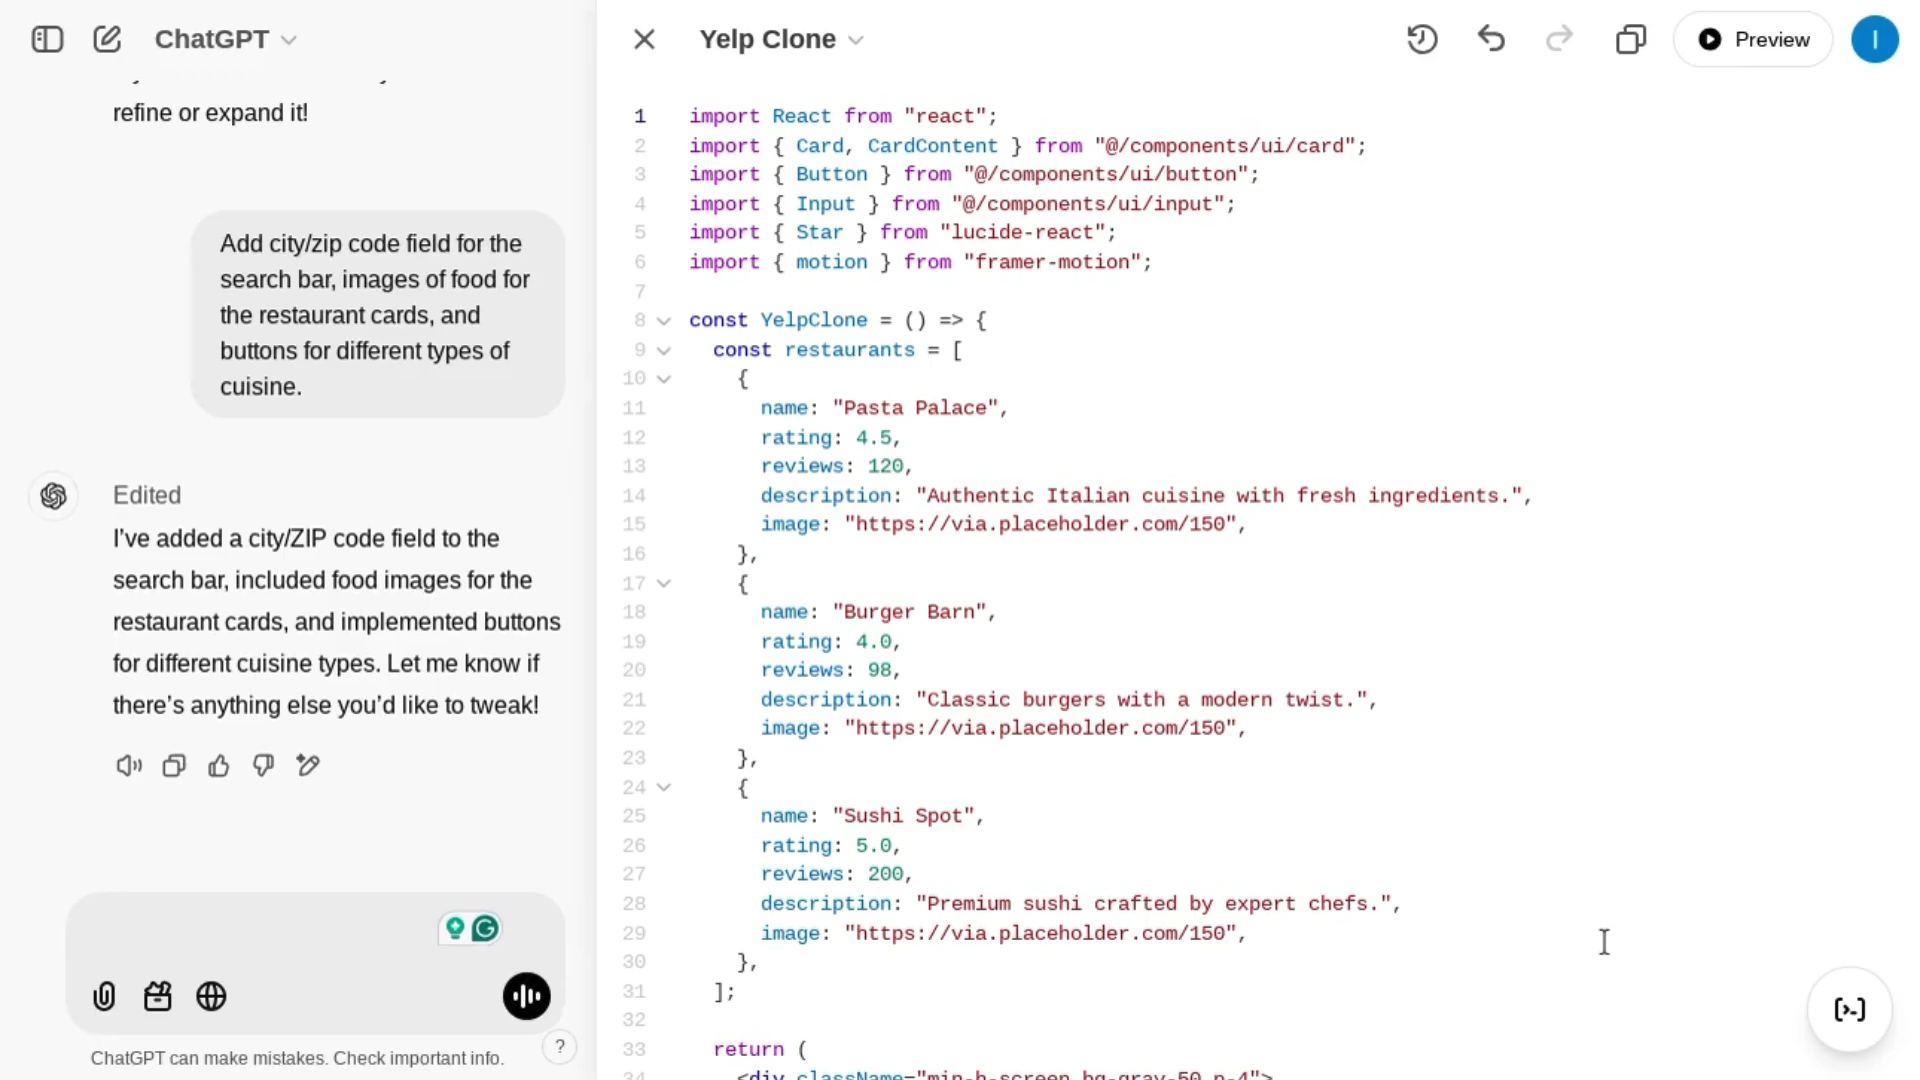 ChatGPT
refine or expand it!
Add city/zip code field for the
search bar, images of food for
the restaurant cards, and
buttons for different types of
cuisine.
Edited
I've added a city/ZIP code field to the
search bar, included food images for the
restaurant cards, and implemented buttons
for different cuisine types. Let me know if
there's anything else you'd like to tweak!
ChatGPT can make mistakes. Check important info.
?
Yelp Clone
Preview
I
1 import React from "react";
2 import { Card, CardContent } from "@/components/ui/card";
3 import { Button } from "@/components/ui/button";
4 import { Input } from "@/components/ui/input";
5 import { Star } from "lucide-react";
6 import { motion } from "framer-motion";
7
8 const YelpClone = () => {
9 const restaurants = [
10 {
11 name: "Pasta Palace",
12 rating: 4.5,
13 reviews: 120,
14 description: "Authentic Italian cuisine with fresh ingredients.",
15 image: "https://via.placeholder.com/150",
16 },
17 {
18 name: "Burger Barn",
19 rating: 4.0,
20 reviews: 98,
21 description: "Classic burgers with a modern twist.",
22 image: "https://via.placeholder.com/150",
23 },
24 {
25 name: "Sushi Spot",
26 rating: 5.0,
27 reviews: 200,
28 description: "Premium sushi crafted by expert chefs.",
29 image: "https://via.placeholder.com/150",
30 },
31 ];
32
33 return (
34 <div className="min-h-screen bg-gray-50 p-4">